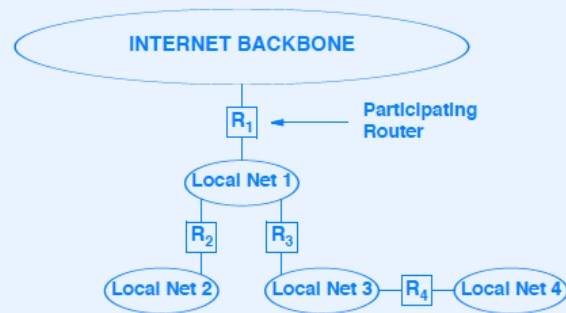 INTERNET BACKBONE
R1
Participating
Router
Local Net 1
R2
R3
Local Net 2
Local Net 3
R4
Local Net 4